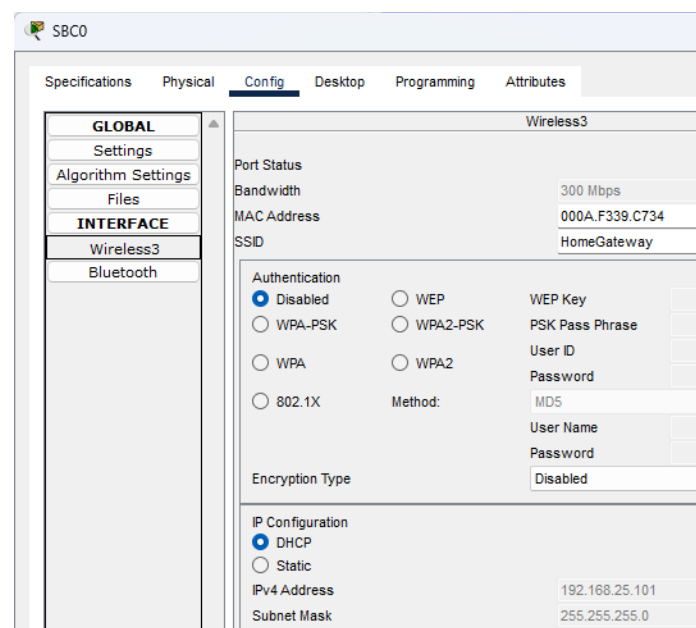 SBC0
Specifications Physical Config Desktop Programming Attributes
GLOBAL
Settings
Algorithm Settings
Files
INTERFACE
Wireless3
Bluetooth
Wireless3
Port Status
Bandwidth 300 Mbps
MAC Address 000A.F339.C734
SSID HomeGateway
Authentication
Disabled WEP WEP Key
WPA-PSK WPA2-PSK PSK Pass Phrase
User ID
WPA WPA2
Password
802.1X Method: MD5
User Name
Password
Encryption Type Disabled
IP Configuration
DHCP
Static
IPv4 Address 192.168.25.101
Subnet Mask 255.255.255.0